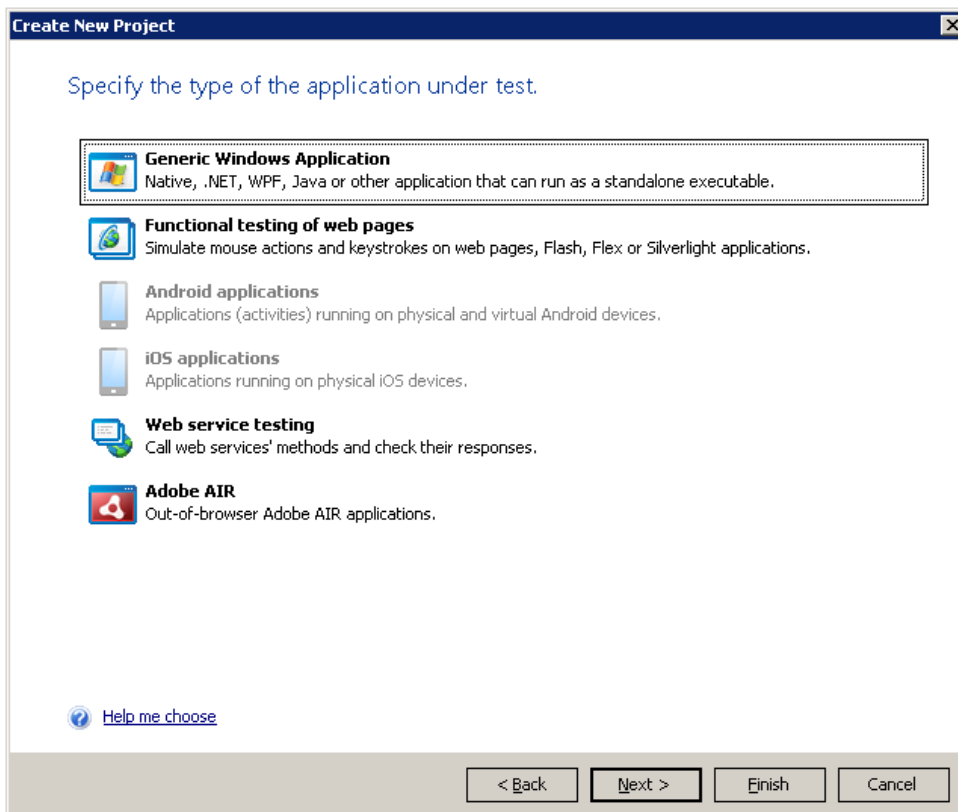 Create New Project
Specify the type of the application under test.
Generic Windows Application
Native, .NET, WPF, Java or other application that can run as a standalone executable.
Functional testing of web pages
Simulate mouse actions and keystrokes on web pages, Flash, Flex or Silverlight applications.
Android applications
Applications (activities) running on physical and virtual Android devices.
iOS applications
Applications running on physical iOS devices.
Web service testing
Call web services' methods and check their responses.
Adobe AIR
Out-of-browser Adobe AIR applications.
Help me choose
< Back Next > Finish Cancel